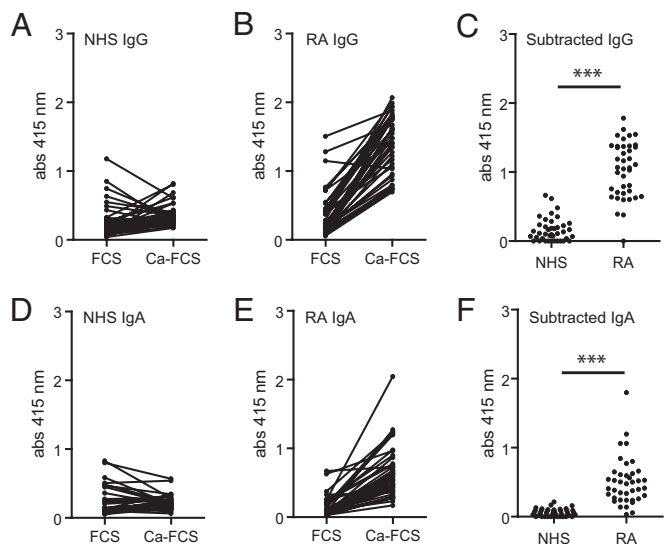 A
NHS IgG
3
2
1
0
abs 415 nm
FCS
Ca-FCS
B
RA IgG
3
2
1
0
abs 415 nm
FCS
Ca-FCS
C
Subtracted IgG
***
3
2
1
0
abs 415 nm
NHS
RA
D
NHS IgA
3
2
1
0
abs 415 nm
FCS
Ca-FCS
E
RA IgA
3
2
1
0
abs 415 nm
FCS
Ca-FCS
F
Subtracted IgA
***
3
2
1
0
abs 415 nm
NHS
RA